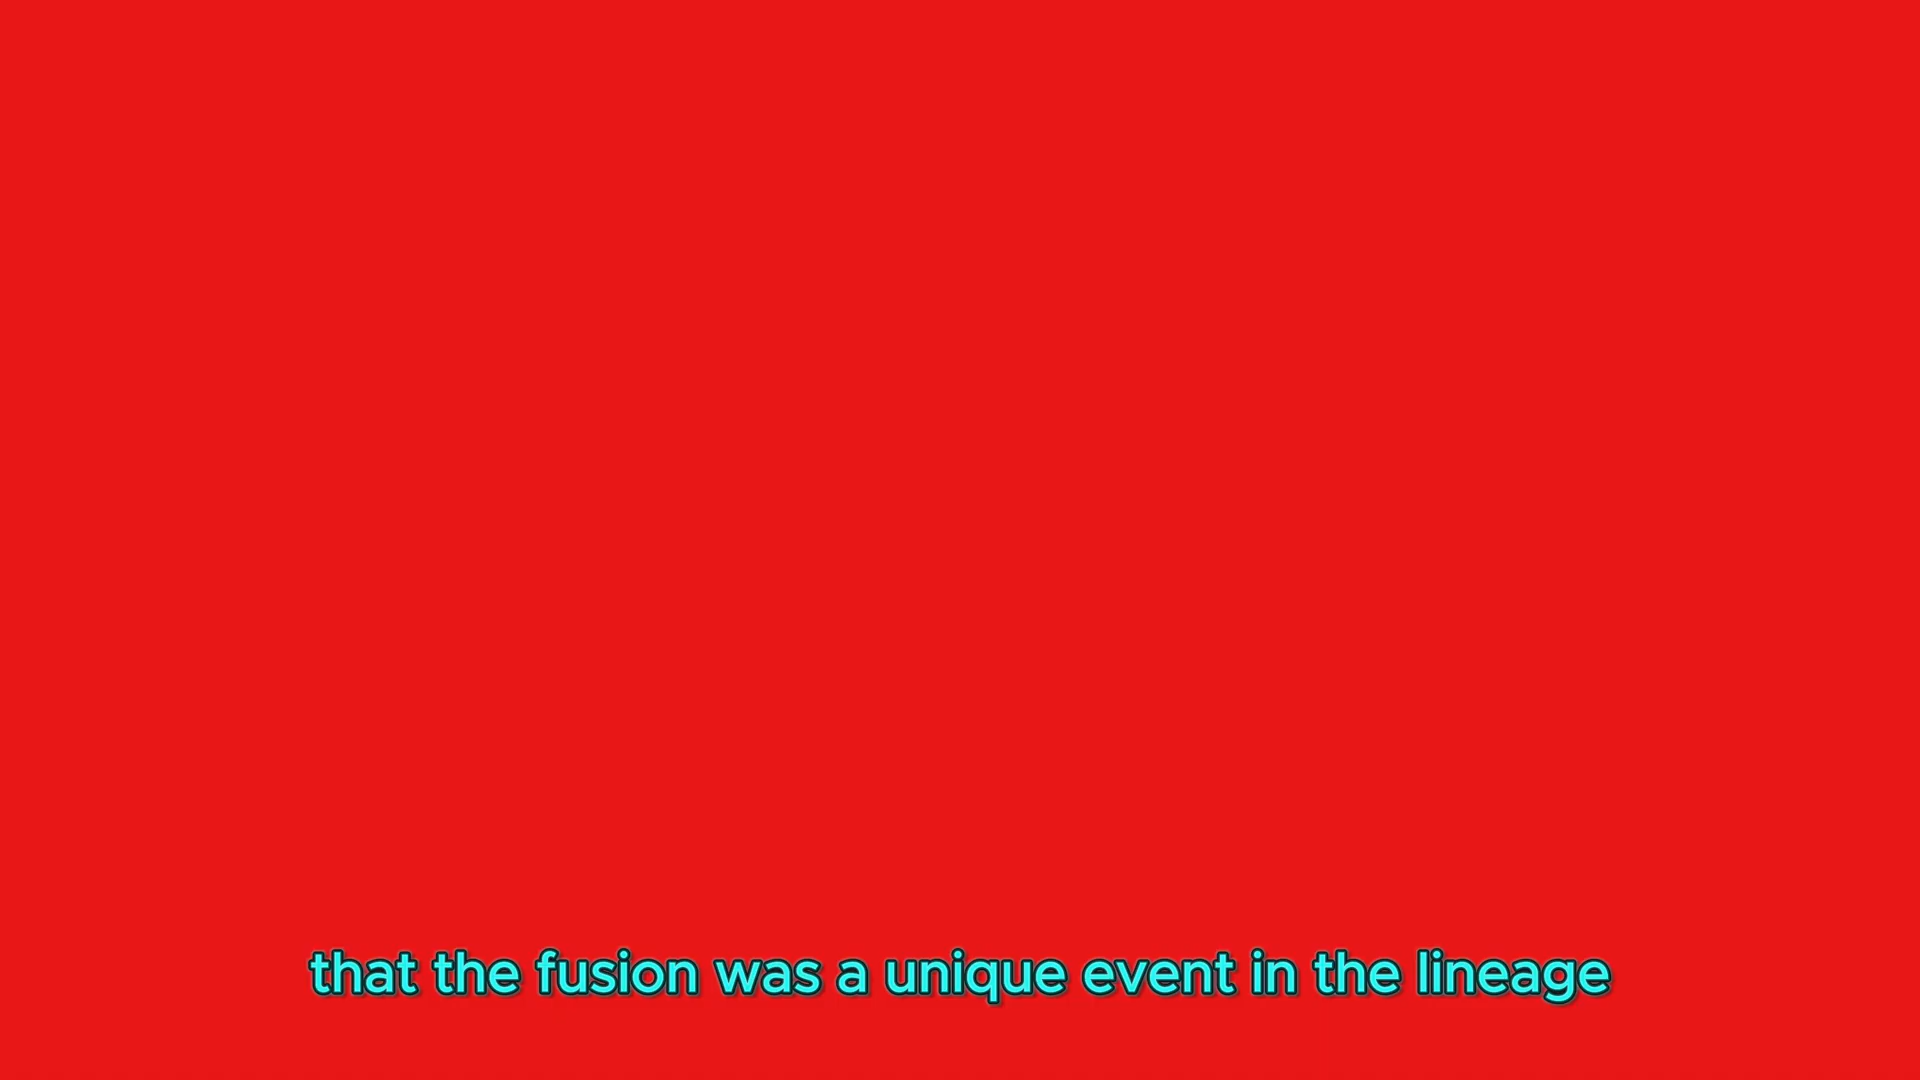 that the fusion was a unique event in the lineage